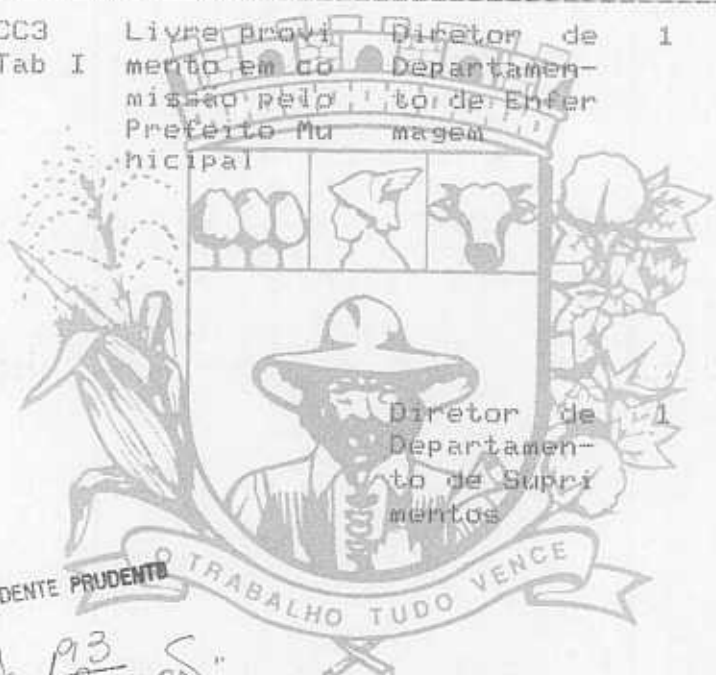 CC3 Livre provi Diretor de 1
Tab I mento em co Departamen-
missão pelo to de Enfer
Prefeito Mu magem
nicipal
Diretor de 1
Departamen-
to de Supri
mentos
O TRABALHO TUDO VENCE
DENTE PRUDENTE